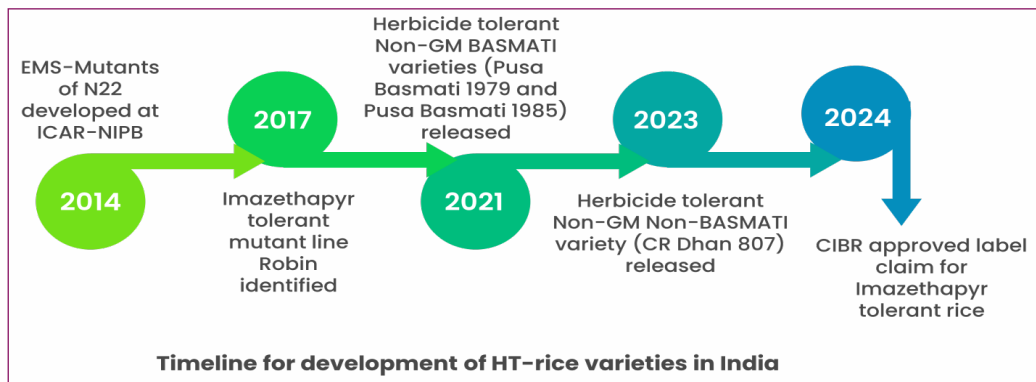 EMS-Mutants
of N22
developed at
ICAR-NIPB
2014
2017
Imazethapyr
tolerant
mutant line
Robin
identified
Herbicide tolerant
Non-GM BASMATI
varieties (Pusa
Basmati 1979 and
Pusa Basmati 1985)
released
2021
2023
Herbicide tolerant
Non-GM Non-BASMATI
variety (CR Dhan 807)
released
2024
CIBR approved label
claim for
Imazethapyr
tolerant rice
Timeline for development of HT-rice varieties in India